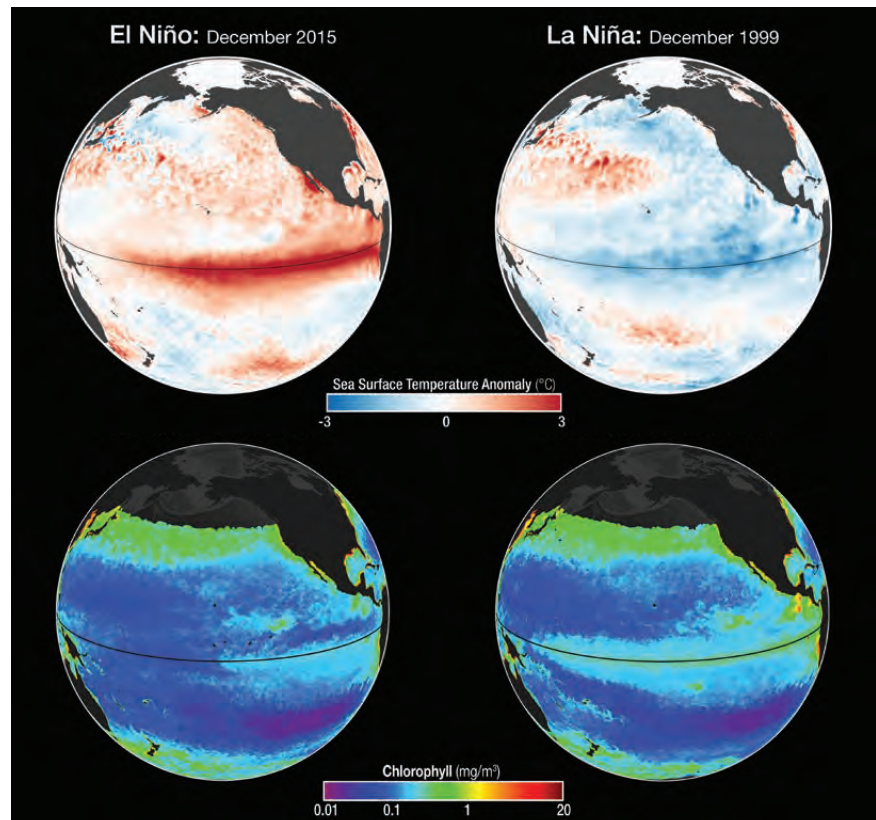 El Niño: December 2015
La Niña: December 1999
Sea Surface Temperature Anomaly (°C)
-3 0 3
Chlorophyll (mg/m³)
0.01 0.1 1 20